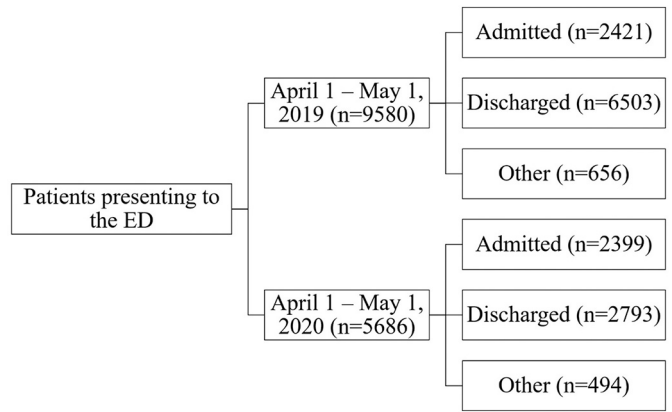 Patients presenting to
the ED
April 1 – May 1,
2019 (n=9580)
Admitted (n=2421)
Discharged (n=6503)
Other (n=656)
April 1 – May 1,
2020 (n=5686)
Admitted (n=2399)
Discharged (n=2793)
Other (n=494)